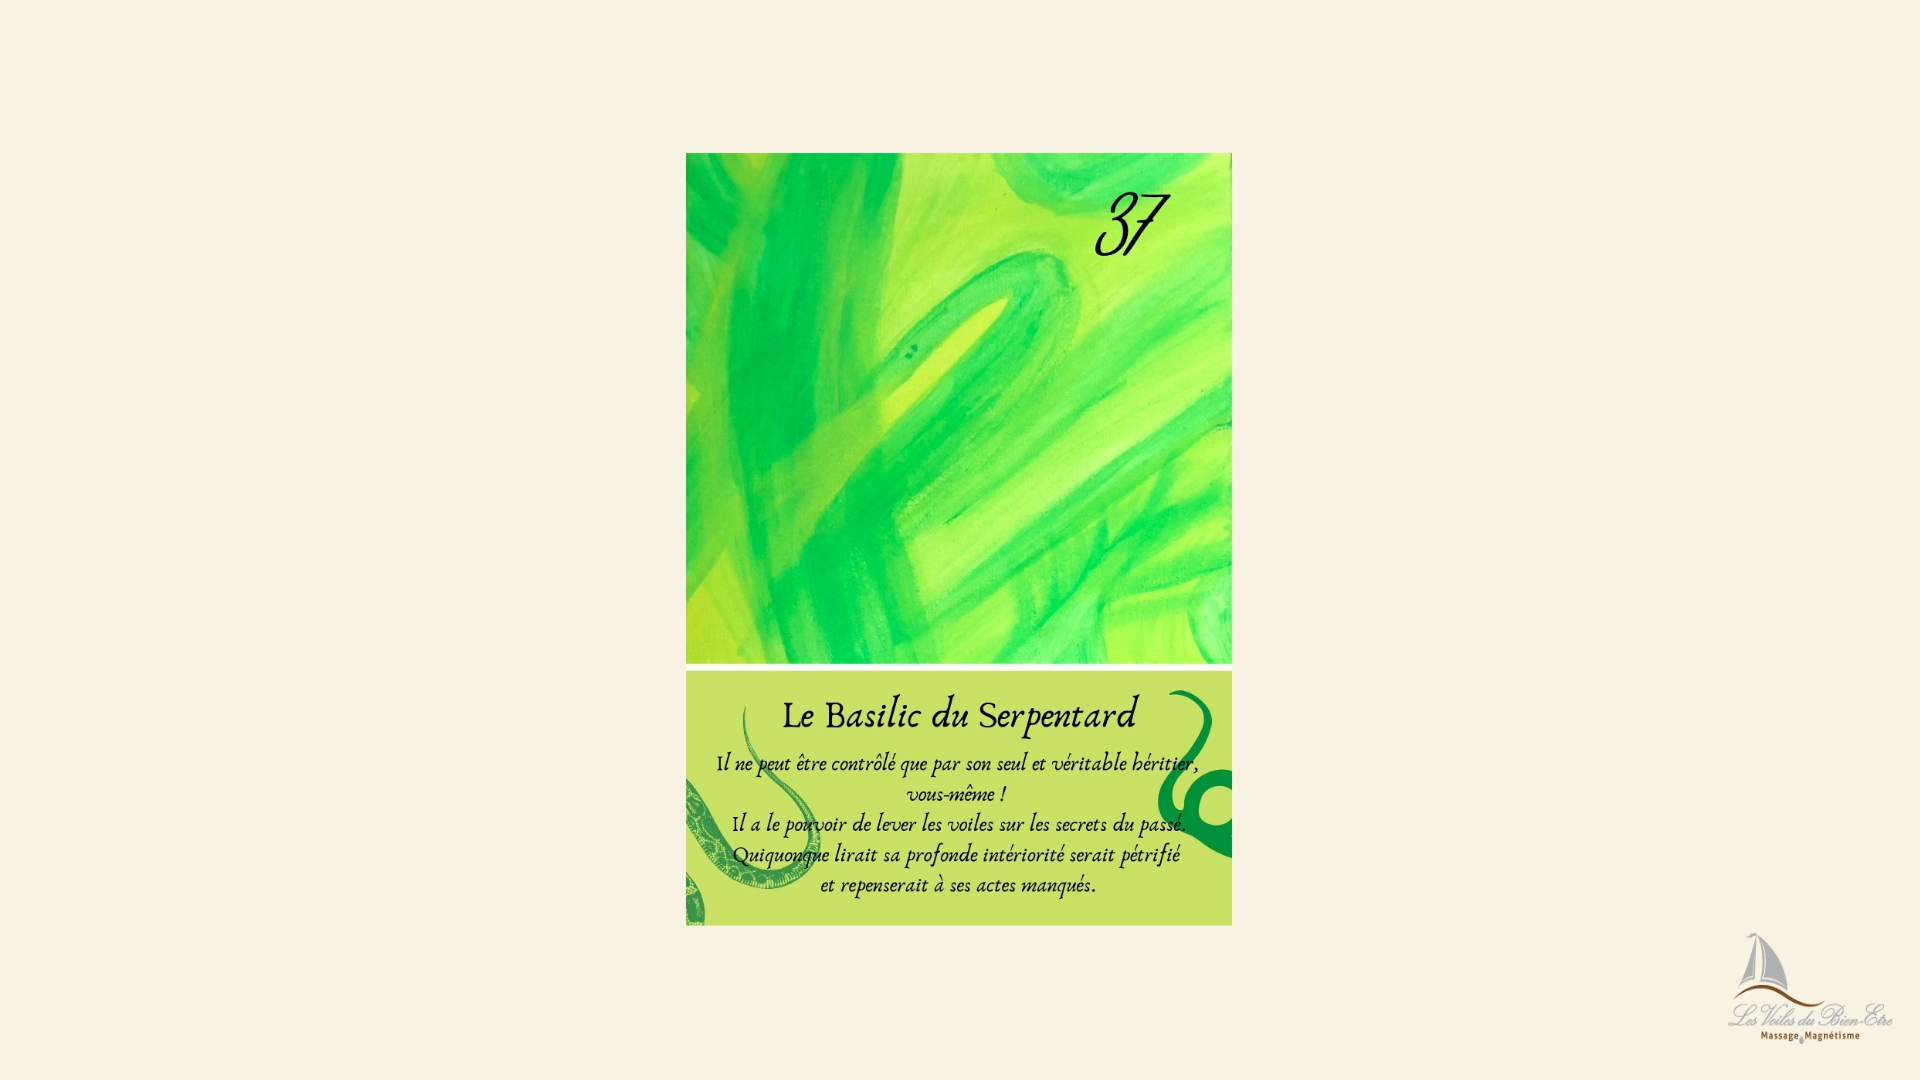 37
Le Basilic du Serpentard
Il ne peut être contrôlé que par son seul et véritable héritier,
vous-même !
Il a le pouvoir de lever les voiles sur les secrets du passé.
Quiquonque lirait sa profonde intériorité serait pétrifié
et repenserait à ses actes manqués.
Les Voiles du Bien-Etre
Massage Magnétisme